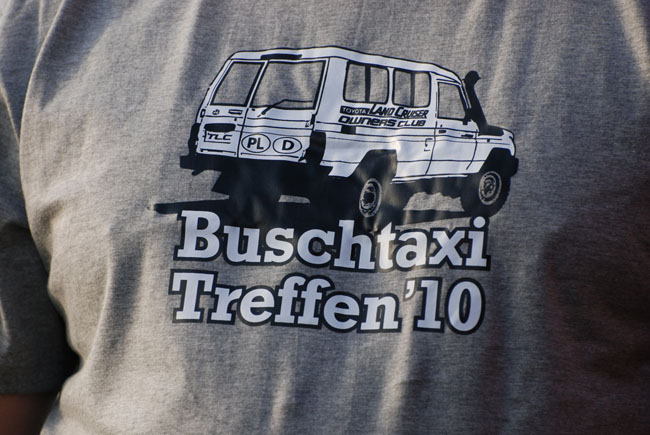 TOYOTA LAND CRUISER
OWNERS CLUB
TLC
PL D
Buschtaxi
Treffen '10